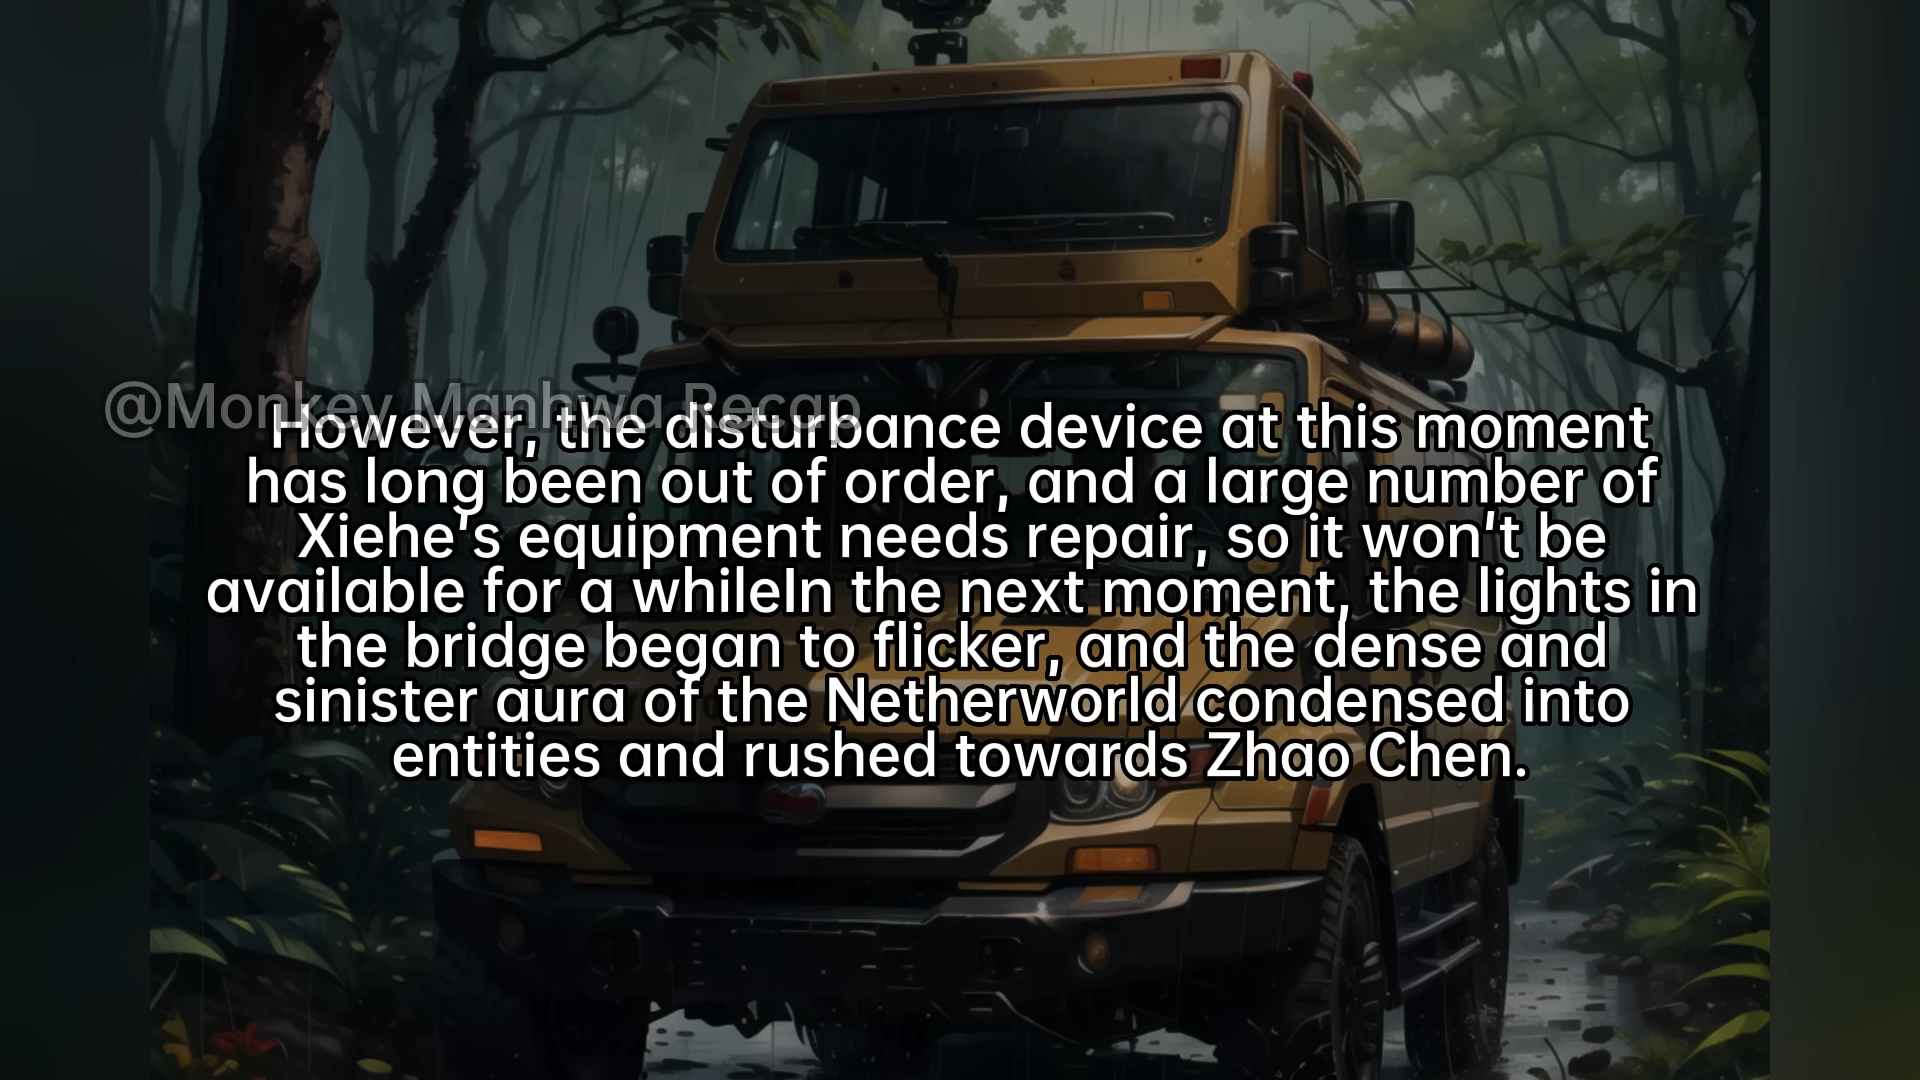 @Monkey Manhwa Recap
However, the disturbance device at this moment
has long been out of order, and a large number of
Xiehe's equipment needs repair, so it won't be
available for a whileIn the next moment, the lights in
the bridge began to flicker, and the dense and
sinister aura of the Netherworld condensed into
entities and rushed towards Zhao Chen.